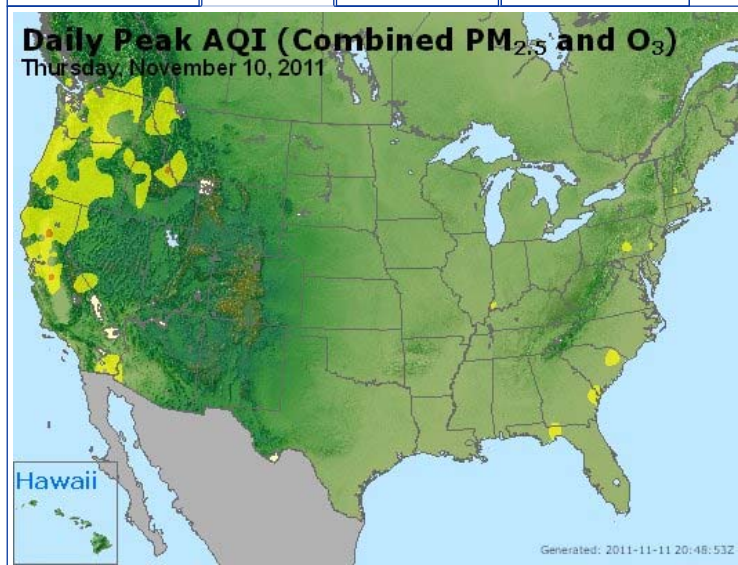 Daily Peak AQI (Combined PM2.5 and O3)
Thursday, November 10, 2011
Hawaii
Generated: 2011-11-11 20:48:53Z